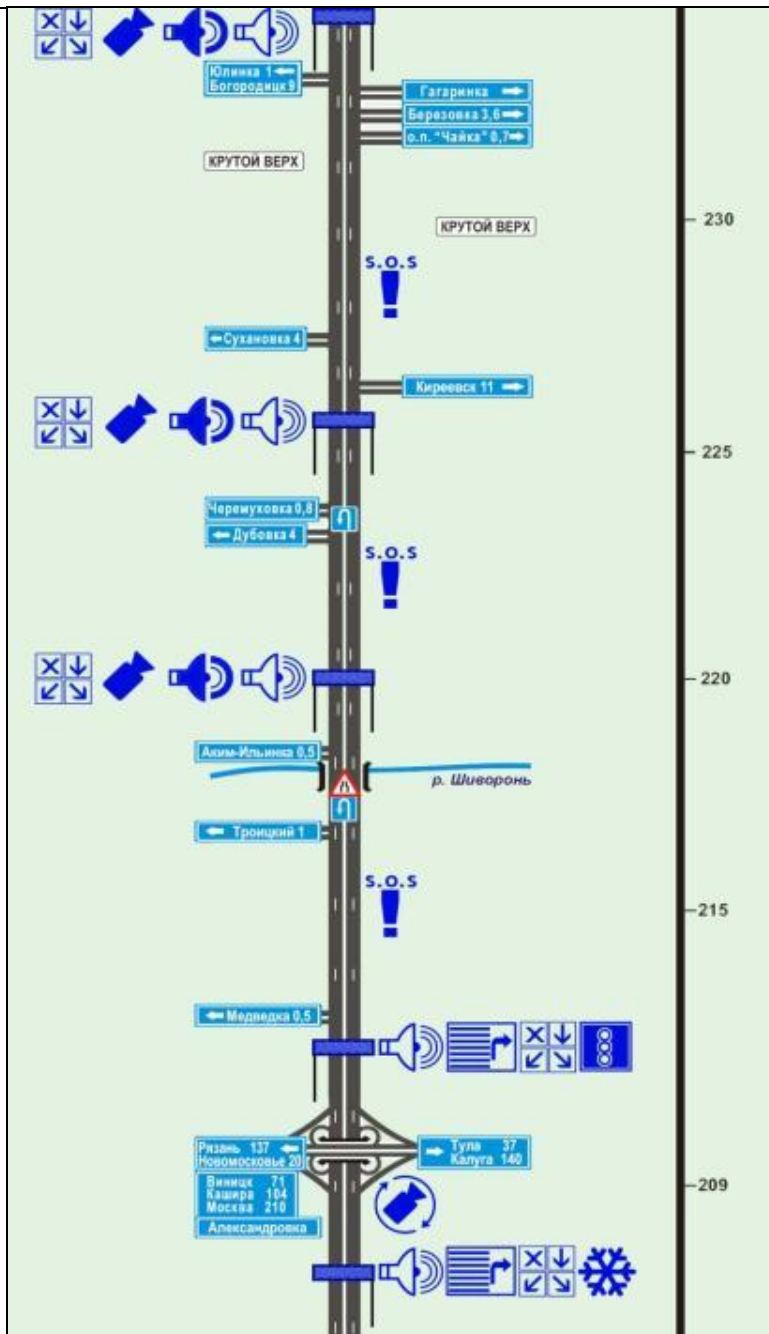 Юлинка 1
Богородицк 9
Гагаринка
Березовка 3,6
о.п. "Чайка" 0,7
КРУТОЙ ВЕРХ
230
КРУТОЙ ВЕРХ
S.O.S
Сухановка 4
Киреевск 11
225
Черемуховка 0,8
Дубовка 4
S.O.S
220
Аким-Ильинка 0,5
р. Шиворонь
Троицкий 1
S.O.S
215
Медведка 0,5
Рязань 137
Новомосковье 20
Тула 37
Калуга 140
Виницк 71
Кашира 104
Москва 210
209
Александровка